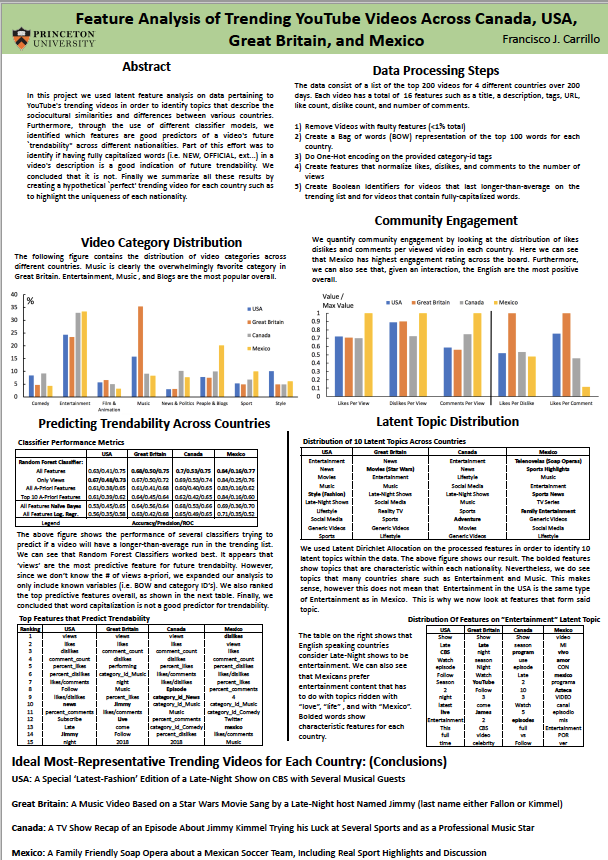 Feature Analysis of Trending YouTube Videos Across Canada, USA,
Great Britain, and Mexico
PRINCETON
UNIVERSITY
Francisco J. Carrillo
Abstract
In this project we used latent feature analysis on data pertaining to
YouTube's trending videos in order to identify topics that describe the
sociocultural similarities and differences between various countries.
Furthermore, through the use of different classifier models, we
identified which features are good predictors of a video's future
`trendability" across different nationalities. Part of this effort was to
identify if having fully capitalized words (i.e. NEW, OFFICIAL, ext...) in a
video's description is a good indication of future trendability. We
concluded that it is not. Finally we summarize all these results by
creating a hypothetical `perfect' trending video for each country such as
to highlight the uniqueness of each nationality.
Data Processing Steps
The data consist of a list of the top 200 videos for 4 different countries over 200
days. Each video has a total of 16 features such as a title, a description, tags, URL,
like count, dislike count, and number of comments.
1) Remove Videos with faulty features (<1% total)
2) Create a Bag of words (BOW) representation of the top 100 words for each
country.
3) Do One-Hot encoding on the provided category-id tags
4) Create features that normalize likes, dislikes, and comments to the number of
views
5) Create Boolean Identifiers for videos that last longer-than-average on the
trending list and for videos that contain fully-capitalized words.
Video Category Distribution
The following figure contains the distribution of video categories across
different countries. Music is clearly the overwhelmingly favorite category in
Great Britain. Entertainment, Music , and Blogs are the most popular overall.
%
40
35
30
25
20
15
10
5
0
USA
Great Britain
Canada
Mexico
Comedy Entertainment Film & Animation Music News & Politics People & Blogs Sport Style
Community Engagement
We quantify community engagement by looking at the distribution of likes
dislikes and comments per viewed video in each country. Here we can see
that Mexico has highest engagement rating across the board. Furthermore,
we can also see that, given an interaction, the English are the most positive
overall.
Value /
Max Value
USA Great Britain Canada Mexico
1
0.9
0.8
0.7
0.6
0.5
0.4
0.3
0.2
0.1
0
Likes Per View Dislikes Per View Comments Per View Likes Per Dislike Likes Per Comment
Predicting Trendability Across Countries
Classifier Performance Metrics
USA Great Britain Canada Mexico
Random Forest Classifier:
All Features 0.63/0.41/0.75 0.68/0.50/0.75 0.7/0.53/0.75 0.84/0.16/0.77
Only Views 0.67/0.48/0.73 0.67/0.50/0.72 0.69/0.53/0.74 0.84/0.25/0.76
All A-Priori Features 0.61/0.38/0.65 0.61/0.41/0.68 0.60/0.40/0.65 0.83/0.16/0.62
Top 10 A-Priori Features 0.61/0.39/0.62 0.64/0.45/0.64 0.62/0.42/0.65 0.84/0.16/0.60
All Features Naive Bayes 0.53/0.45/0.65 0.64/0.56/0.64 0.68/0.53/0.66 0.69/0.36/0.70
All Features Log. Regr. 0.56/0.35/0.58 0.63/0.42/0.68 0.65/0.49/0.65 0.71/0.35/0.52
Legend Accuracy/Precision/ROC
The above figure shows the performance of several classifiers trying to
predict if a video will have a longer-than-average run in the trending list.
We can see that Random Forest Classifiers worked best. It appears that
'views' are the most predictive feature for future trendabilty. However,
since we don't know the # of views a-priori, we expanded our analysis to
only include known variables (i.e. BOW and category ID's). We also ranked
the top predictive features overall, as shown in the next table. Finally, we
concluded that word capitalization is not a good predictor for trendability.
Top Features that Predict Trendability
Ranking USA Great Britain Canada Mexico
1 views views views dislikes
2 likes likes likes views
3 dislikes comment_count dislikes likes
4 comment_count dislikes comment_count comment_count
5 percent_likes performing percent_likes percent_likes
6 percent_dislikes category_id_Music likes/comments likes/dislikes
7 likes/comments night likes/dislikes likes/comments
8 Follow Music Episode percent_comments
9 likes/dislikes percent_likes category_id_News 4
10 news Jimmy category_id_Music category_id_Music
11 percent_comments likes/comments Music category_id_Comedy
12 Subscribe Live percent_comments Twitter
13 Late come category_id_Comedy mexico
14 Jimmy Follow percent_dislikes likes/comments
15 night 2018 2018 Music
Latent Topic Distribution
Distribution of 10 Latent Topics Across Countries
USA Great Britain Canada Mexico
Entertainment News Entertainment Telenovelas (Soap Operas)
News Movies (Star Wars) News Sports Highlights
Movies Entertainment Lifestyle Music
Music Lifestyle Social Media Entertainment
Style (Fashion) Late-Night Shows Late-Night Shows Sports News
Late-Night Shows Social Media Music TV Series
Lifestyle Reality TV Sports Family Entertainment
Social Media Sports Adventure Generic Videos
Generic Videos Generic Videos Movies Social Media
Sports Lifestyle Generic Videos Lifestyle
We used Latent Dirichlet Allocation on the processed features in order to identify 10
latent topics within the data. The above figure shows our result. The bolded features
show topics that are characteristic within each nationality. Nevertheless, we do see
topics that many countries share such as Entertainment and Music. This makes
sense, however this does not mean that Entertainment in the USA is the same type
of Entertainment as in Mexico. This is why we now look at features that form said
topic.
Distribution Of Features on "Entertainment" Latent Topic
The table on the right shows that
English speaking countries
consider Late-Night shows to be
entertainment. We can also see
that Mexicans prefer
entertainment content that has
to do with topics ridden with
"love", "life" , and with "Mexico".
Bolded words show
characteristic features for each
country.
USA Great Britain Canada Mexico
Show Show Show video
Late Late season MI
CBS night program vivo
Watch season use amor
episode Night episode CON
Follow Watch Late mexico
Season YouTube 2 programa
2 Follow 10 Azteca
night 3 3 VIDEO
latest come Watch canal
live James 5 episodio
Entertainment 2 episodes mis
This CBS full Entertainment
full video vs POR
time celebrity Follow ver
Ideal Most-Representative Trending Videos for Each Country: (Conclusions)
USA: A Special 'Latest-Fashion' Edition of a Late-Night Show on CBS with Several Musical Guests
Great Britain: A Music Video Based on a Star Wars Movie Sang by a Late-Night host Named Jimmy (last name either Fallon or Kimmel)
Canada: A TV Show Recap of an Episode About Jimmy Kimmel Trying his Luck at Several Sports and as a Professional Music Star
Mexico: A Family Friendly Soap Opera about a Mexican Soccer Team, Including Real Sport Highlights and Discussion